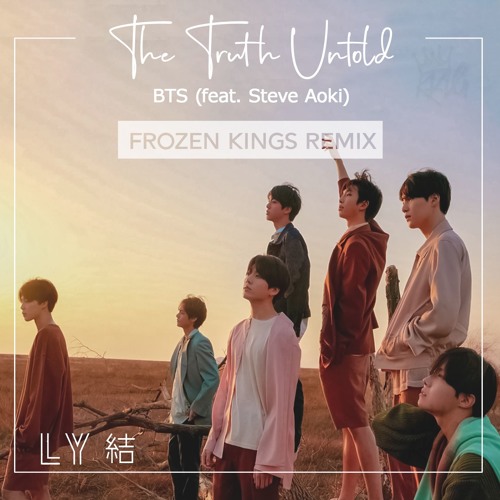 The Truth Untold
BTS (feat. Steve Aoki)
FROZEN KINGS REMIX
LY 結